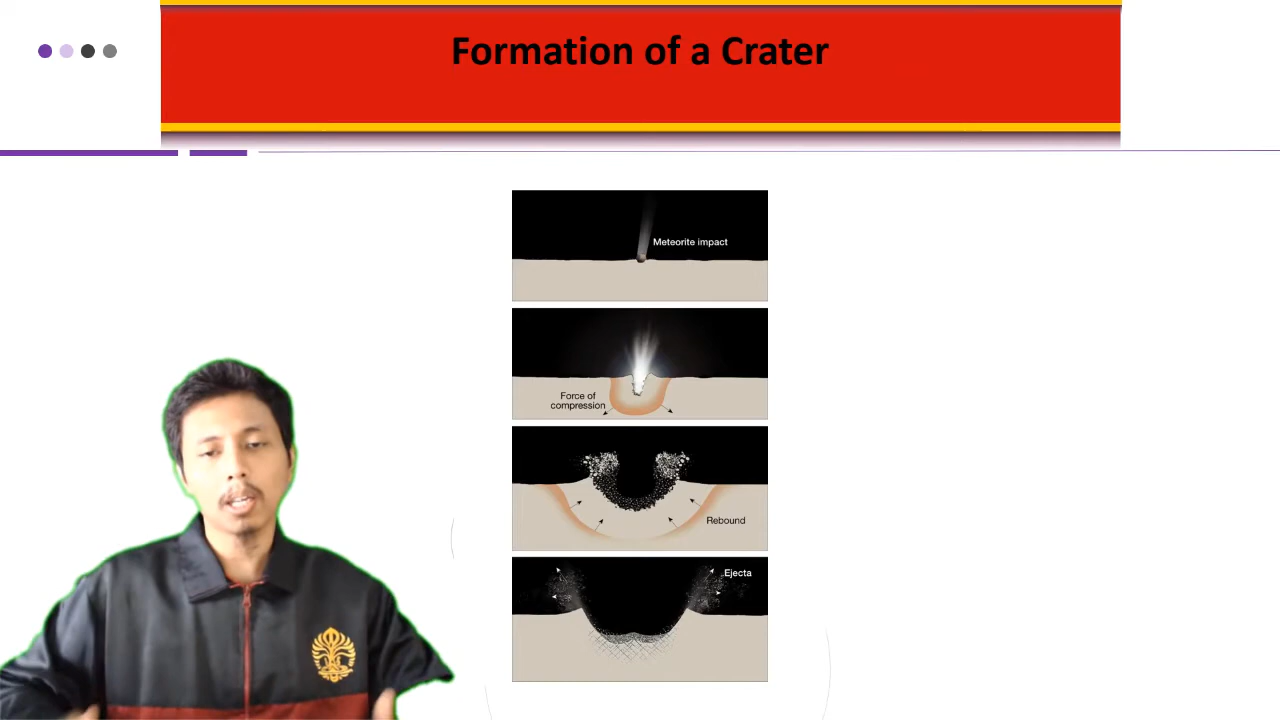 Formation of a Crater
Meteorite impact
Force of
compression
Rebound
Ejecta